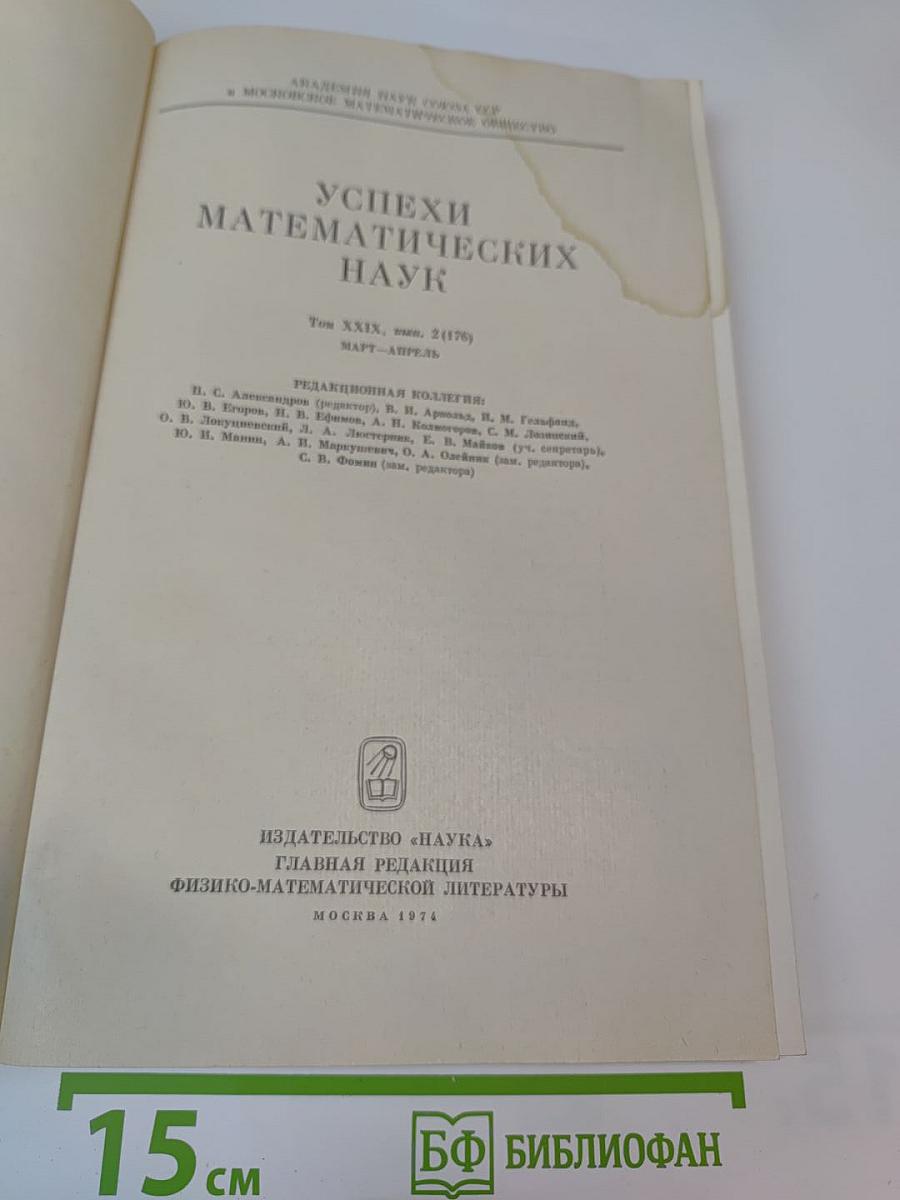 АКАДЕМИЯ НАУК СОЮЗА ССР
и МОСКОВСКОЕ МАТЕМАТИЧЕСКОЕ ОБЩЕСТВО
УСПЕХИ
МАТЕМАТИЧЕСКИХ
НАУК
Том XXIX, вып. 2(176)
МАРТ—АПРЕЛЬ
РЕДАКЦИОННАЯ КОЛЛЕГИЯ:
П. С. Александров (редактор), В. И. Арнольд, И. М. Гельфанд,
Ю. В. Егоров, Н. В. Ефимов, А. Н. Колмогоров, С. М. Лозинский,
О. В. Локуциевский, Л. А. Люстерник, Е. В. Майков (уч. секретарь),
Ю. И. Манин, А. И. Маркушевич, О. А. Олейник (зам. редактора),
С. В. Фомин (зам. редактора)
ИЗДАТЕЛЬСТВО «НАУКА»
ГЛАВНАЯ РЕДАКЦИЯ
ФИЗИКО-МАТЕМАТИЧЕСКОЙ ЛИТЕРАТУРЫ
МОСКВА 1974
15 см
БФ БИБЛИОФАН